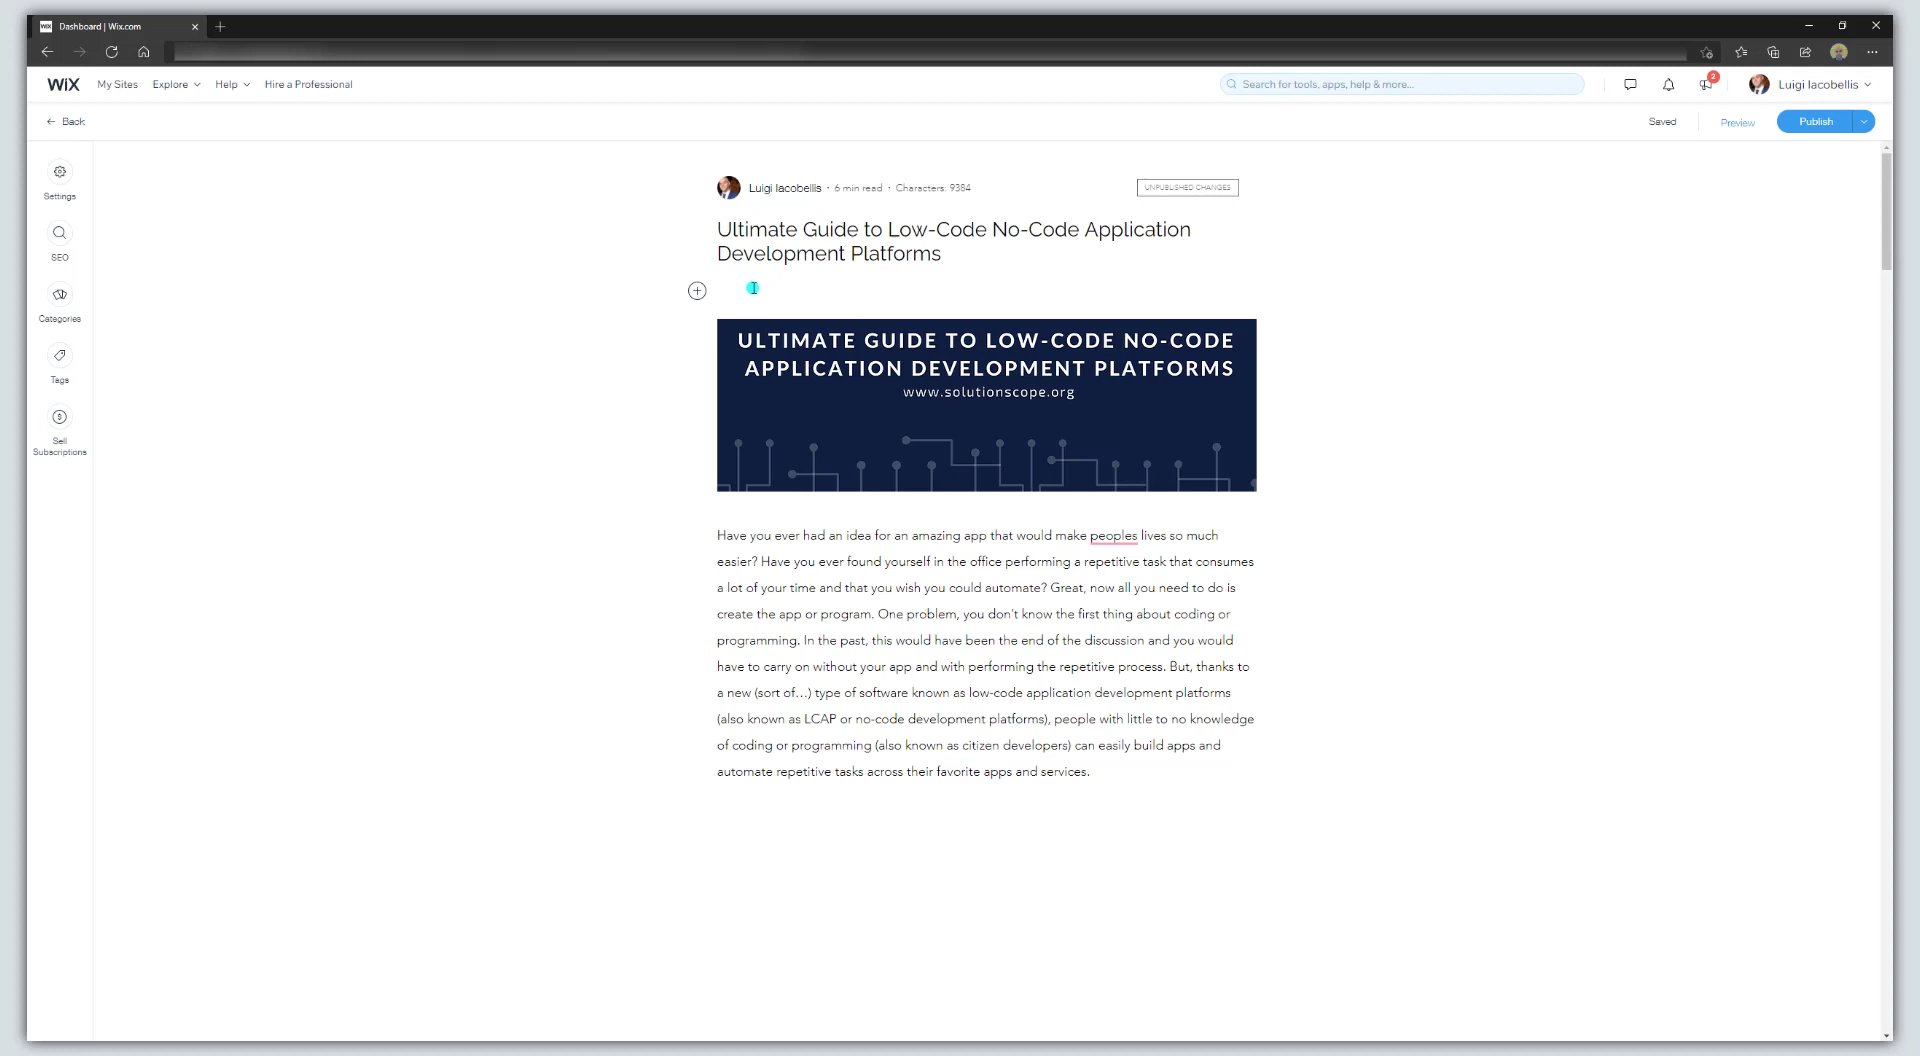 Dashboard | Wix.com
WiX My Sites Explore Help Hire a Professional Search for tools, apps, help & more... 2 Luigi Iacobellis
Back Saved Preview Publish
Settings
SEO
Categories
Tags
Sell
Subscriptions
Luigi Iacobellis · 6 min read · Characters: 9384 UNPUBLISHED CHANGES
Ultimate Guide to Low-Code No-Code Application
Development Platforms
ULTIMATE GUIDE TO LOW-CODE NO-CODE
APPLICATION DEVELOPMENT PLATFORMS
www.solutionscope.org
Have you ever had an idea for an amazing app that would make peoples lives so much
easier? Have you ever found yourself in the office performing a repetitive task that consumes
a lot of your time and that you wish you could automate? Great, now all you need to do is
create the app or program. One problem, you don't know the first thing about coding or
programming. In the past, this would have been the end of the discussion and you would
have to carry on without your app and with performing the repetitive process. But, thanks to
a new (sort of...) type of software known as low-code application development platforms
(also known as LCAP or no-code development platforms), people with little to no knowledge
of coding or programming (also known as citizen developers) can easily build apps and
automate repetitive tasks across their favorite apps and services.